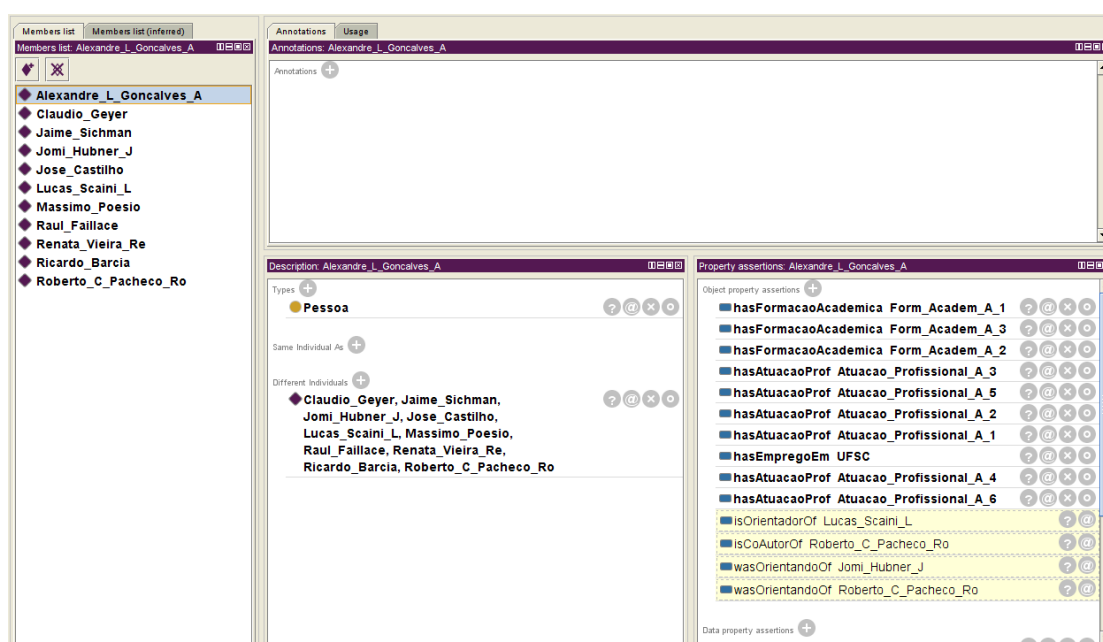 Members list
Members list (inferred)
Members list: Alexandre_L_Goncalves_A
Alexandre_L_Goncalves_A
Claudio_Geyer
Jaime_Sichman
Jomi_Hubner_J
Jose_Castilho
Lucas_Scaini_L
Massimo_Poesio
Raul_Faillace
Renata_Vieira_Re
Ricardo_Barcia
Roberto_C_Pacheco_Ro
Annotations
Usage
Annotations: Alexandre_L_Goncalves_A
Annotations
Description: Alexandre_L_Goncalves_A
Types
Pessoa
Same Individual As
Different Individuals
Claudio_Geyer, Jaime_Sichman,
Jomi_Hubner_J, Jose_Castilho,
Lucas_Scaini_L, Massimo_Poesio,
Raul_Faillace, Renata_Vieira_Re,
Ricardo_Barcia, Roberto_C_Pacheco_Ro
Property assertions: Alexandre_L_Goncalves_A
Object property assertions
hasFormacaoAcademica Form_Academ_A_1
hasFormacaoAcademica Form_Academ_A_3
hasFormacaoAcademica Form_Academ_A_2
hasAtuacaoProf Atuacao_Profissional_A_3
hasAtuacaoProf Atuacao_Profissional_A_5
hasAtuacaoProf Atuacao_Profissional_A_2
hasAtuacaoProf Atuacao_Profissional_A_1
hasEmpregoEm UFSC
hasAtuacaoProf Atuacao_Profissional_A_4
hasAtuacaoProf Atuacao_Profissional_A_6
isOrientadorOf Lucas_Scaini_L
isCoAutorOf Roberto_C_Pacheco_Ro
wasOrientandoOf Jomi_Hubner_J
wasOrientandoOf Roberto_C_Pacheco_Ro
Data property assertions